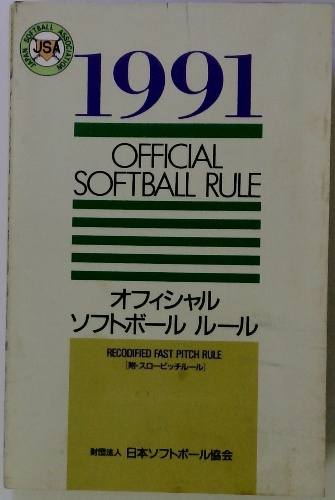 JAPAN SOFTBALL ASSOCIATION
JSA
1991
OFFICIAL
SOFTBALL RULE
オフィシャル
ソフトボール ルール
RECODIFIED FAST PITCH RULE
[附・スローピッチルール]
財団法人 日本ソフトボール協会